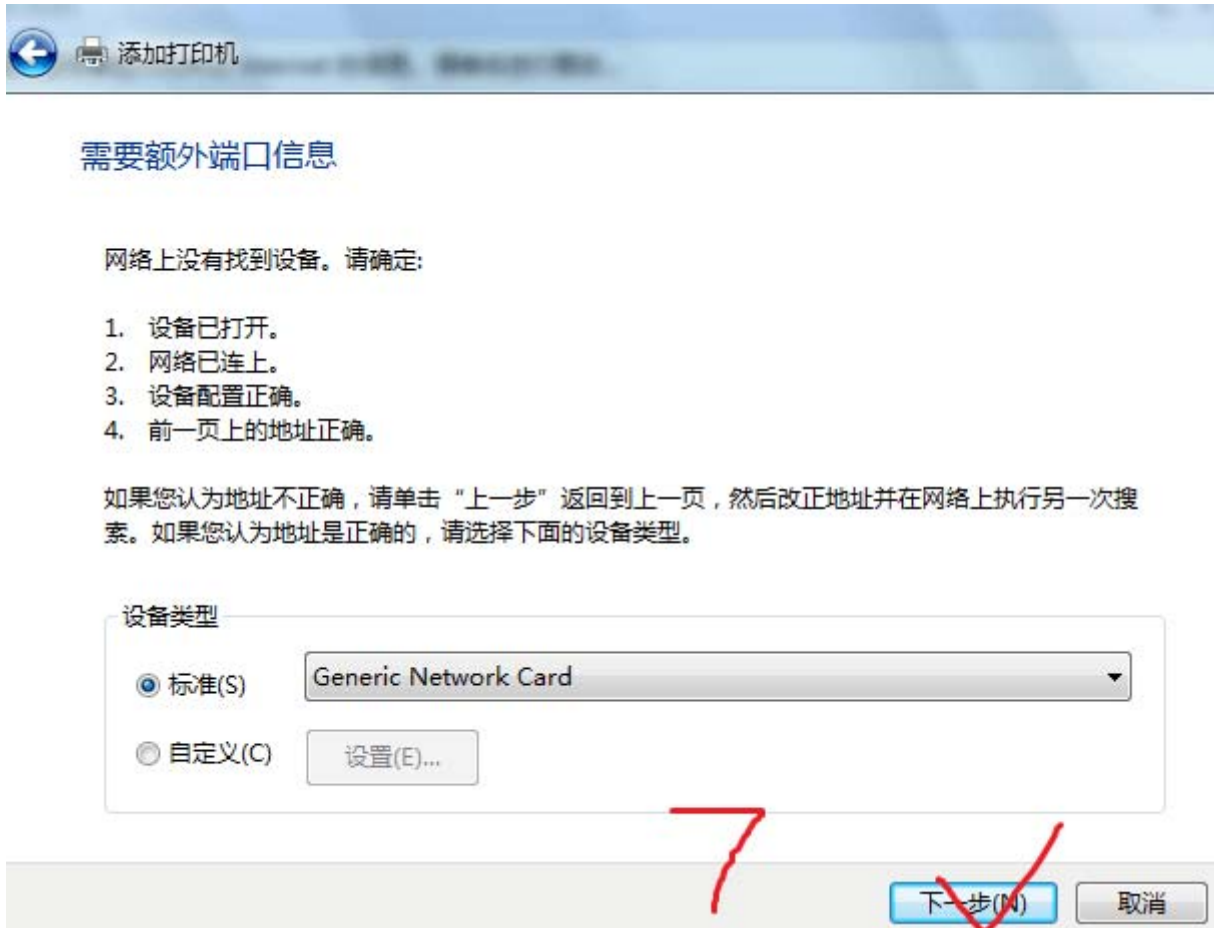 添加打印机
需要额外端口信息
网络上没有找到设备。请确定:
1. 设备已打开。
2. 网络已连上。
3. 设备配置正确。
4. 前一页上的地址正确。
如果您认为地址不正确，请单击“上一步”返回到上一页，然后改正地址并在网络上执行另一次搜
索。如果您认为地址是正确的，请选择下面的设备类型。
设备类型
标准(S) Generic Network Card
自定义(C) 设置(E)...
7
下一步(N) 取消